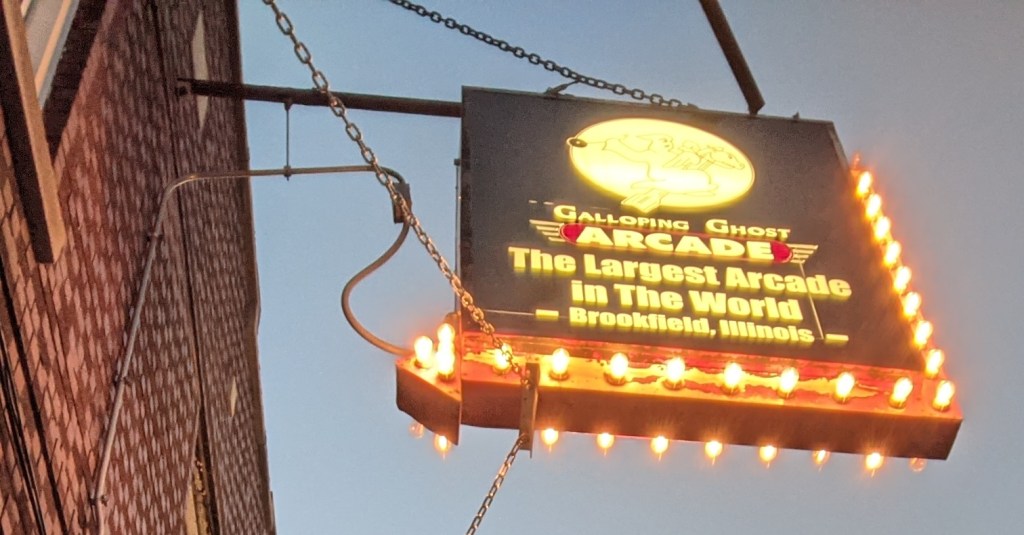 Galloping Ghost
ARCADE
The Largest Arcade
in The World
– Brookfield, Illinois –